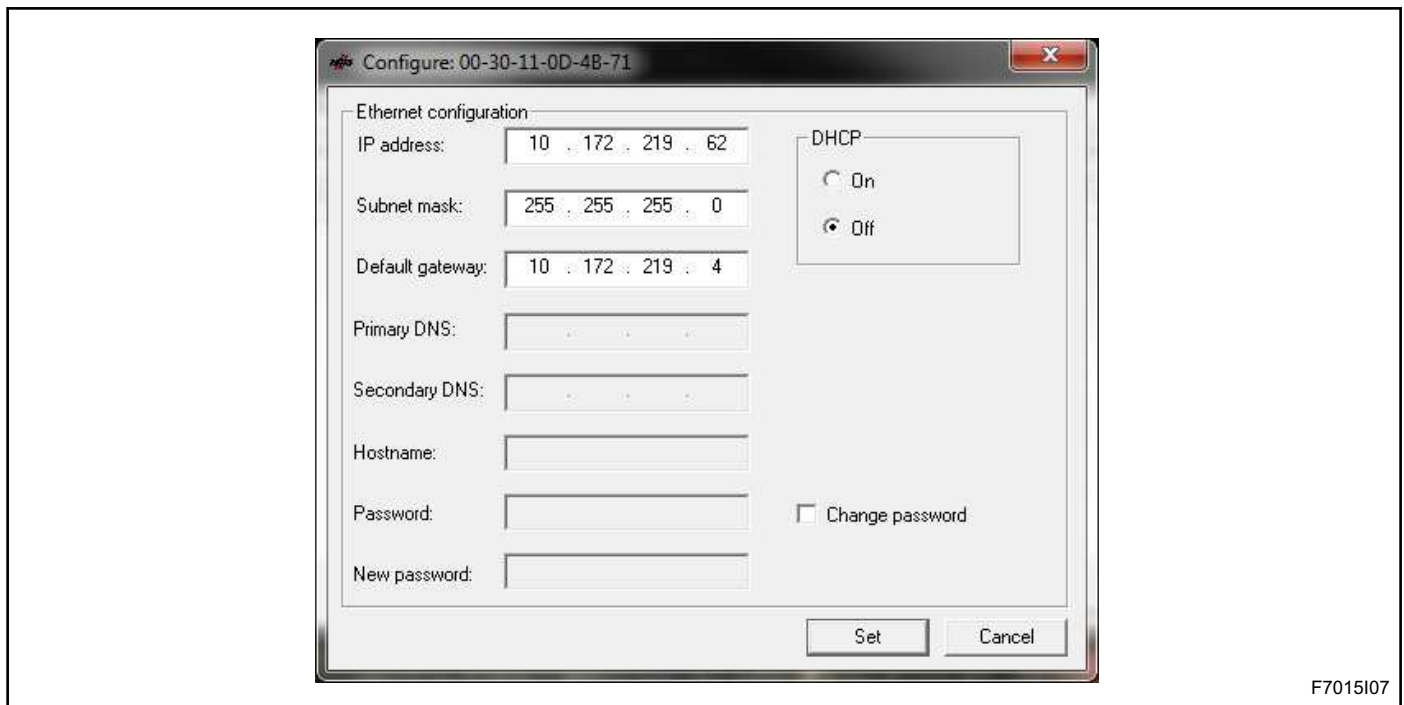 Configure: 00-30-11-0D-4B-71
Ethernet configuration
IP address: 10 . 172 . 219 . 62
DHCP
On
Subnet mask: 255 . 255 . 255 . 0
Off
Default gateway: 10 . 172 . 219 . 4
Primary DNS: . . .
Secondary DNS: . . .
Hostname:
Password:
Change password
New password:
Set Cancel
F7015I07